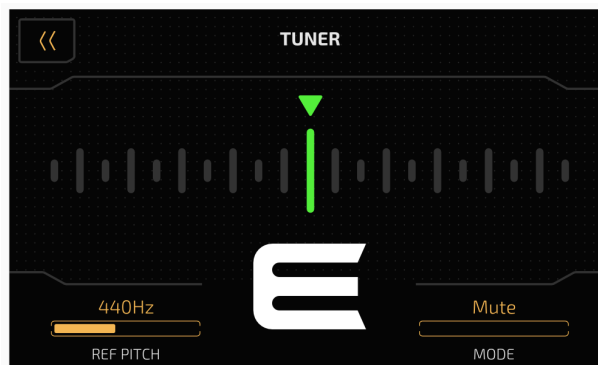 TUNER
E
440Hz
Mute
REF PITCH
MODE